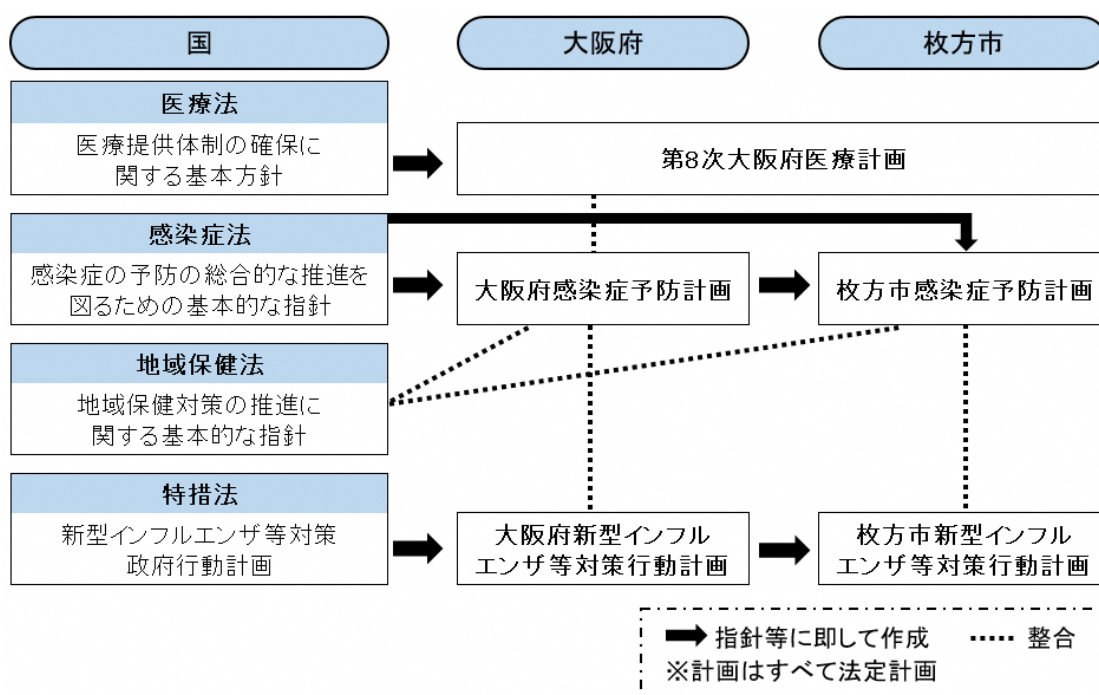 国
大阪府
枚方市
医療法
医療提供体制の確保に
関する基本方針
第8次大阪府医療計画
感染症法
感染症の予防の総合的な推進を
図るための基本的な指針
大阪府感染症予防計画
枚方市感染症予防計画
地域保健法
地域保健対策の推進に
関する基本的な指針
特措法
新型インフルエンザ等対策
政府行動計画
大阪府新型インフル
エンザ等対策行動計画
枚方市新型インフル
エンザ等対策行動計画
指針等に即して作成
整合
※計画はすべて法定計画